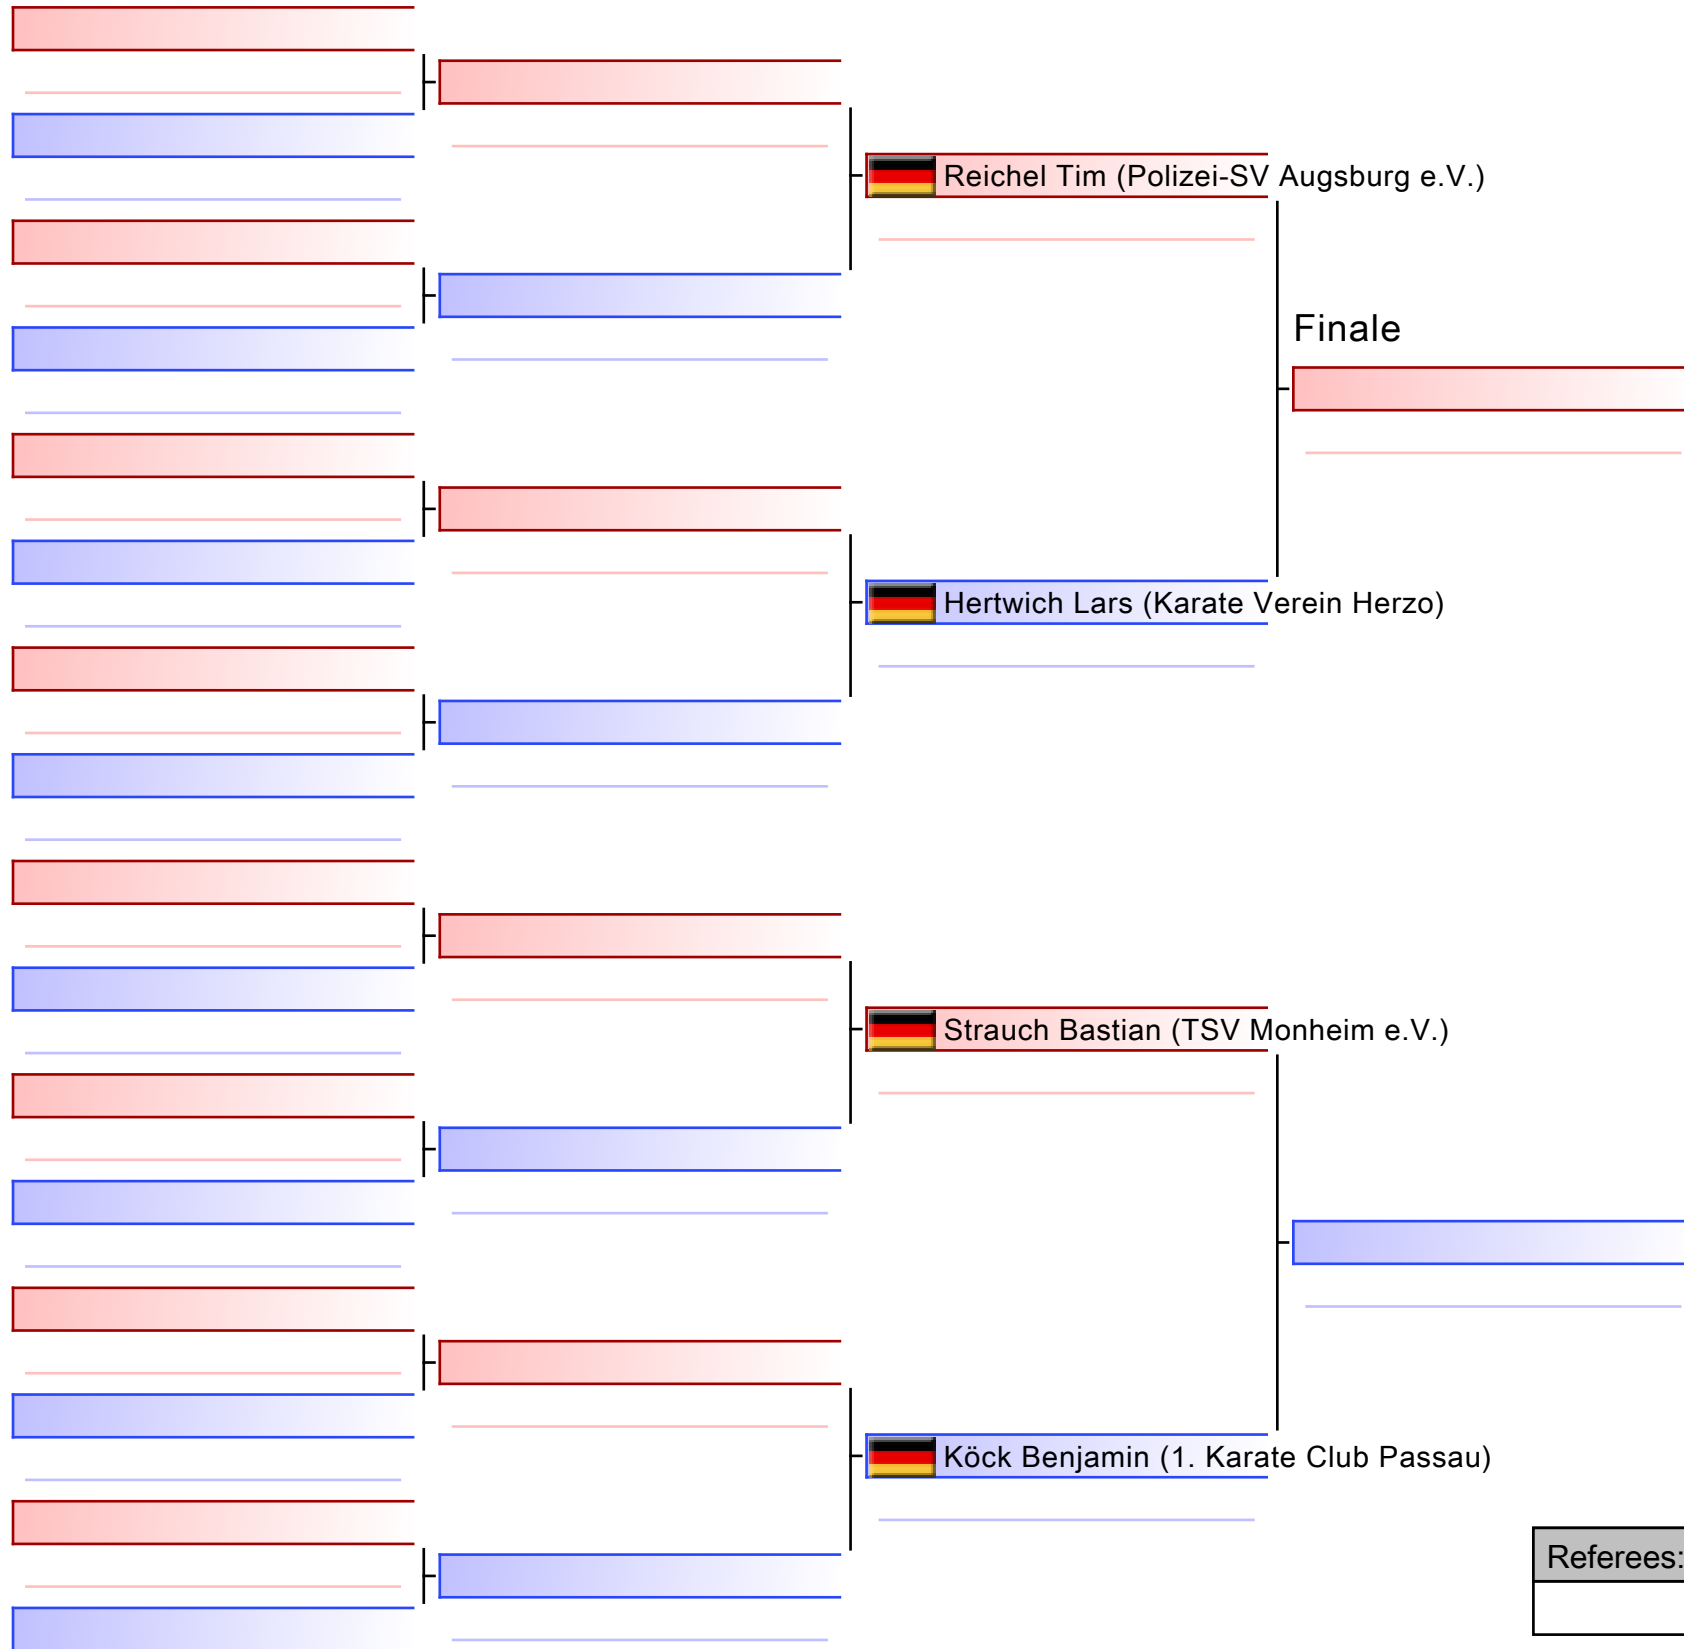 Reichel Tim (Polizei-SV Augsburg e.V.)
Finale
Hertwich Lars (Karate Verein Herzo)
Strauch Bastian (TSV Monheim e.V.)
Köck Benjamin (1. Karate Club Passau)
Referees: